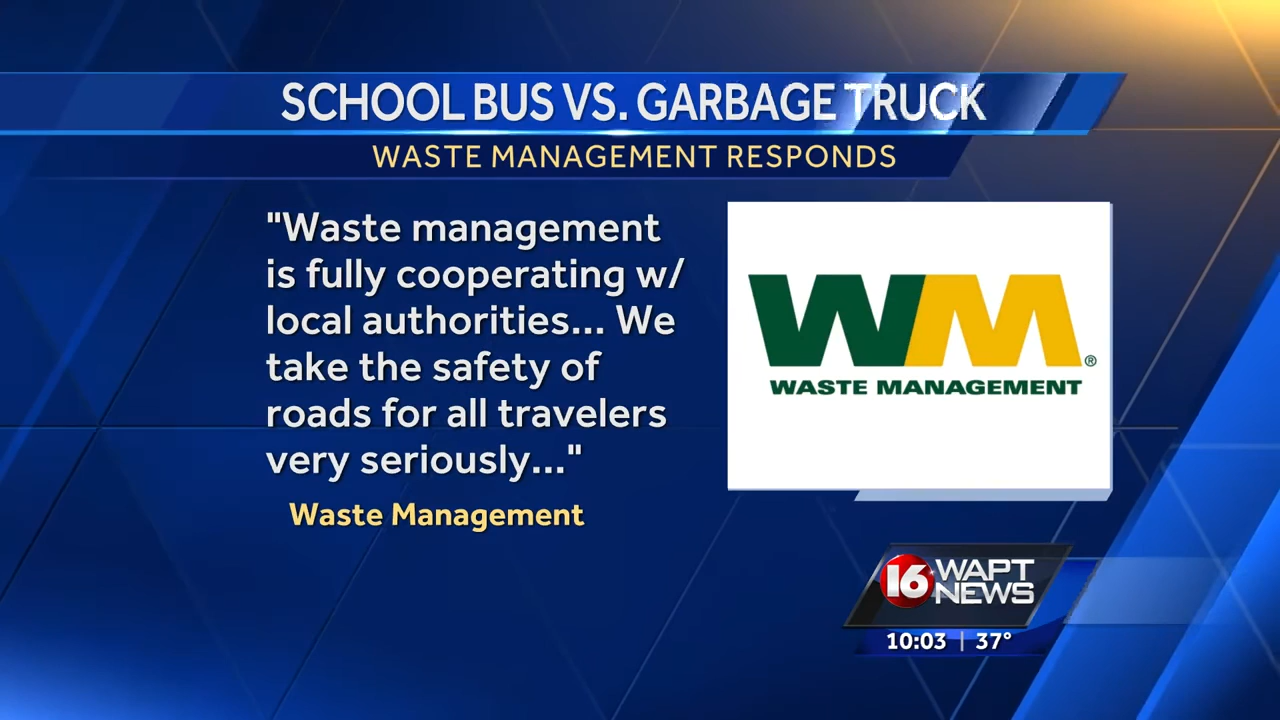 SCHOOL BUS VS. GARBAGE TRUCK
WASTE MANAGEMENT RESPONDS
"Waste management
is fully cooperating w/
local authorities... We
take the safety of
roads for all travelers
very seriously..."
Waste Management
WM®
WASTE MANAGEMENT
16 WAPT
NEWS
10:03 | 37°